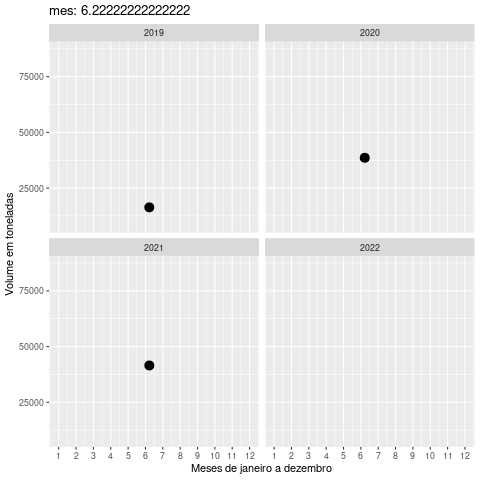 mes: 6.22222222222222
2019 2020
75000
50000
25000
2021 2022
75000
50000
25000
Volume em toneladas
1 2 3 4 5 6 7 8 9 10 11 12 1 2 3 4 5 6 7 8 9 10 11 12
Meses de janeiro a dezembro